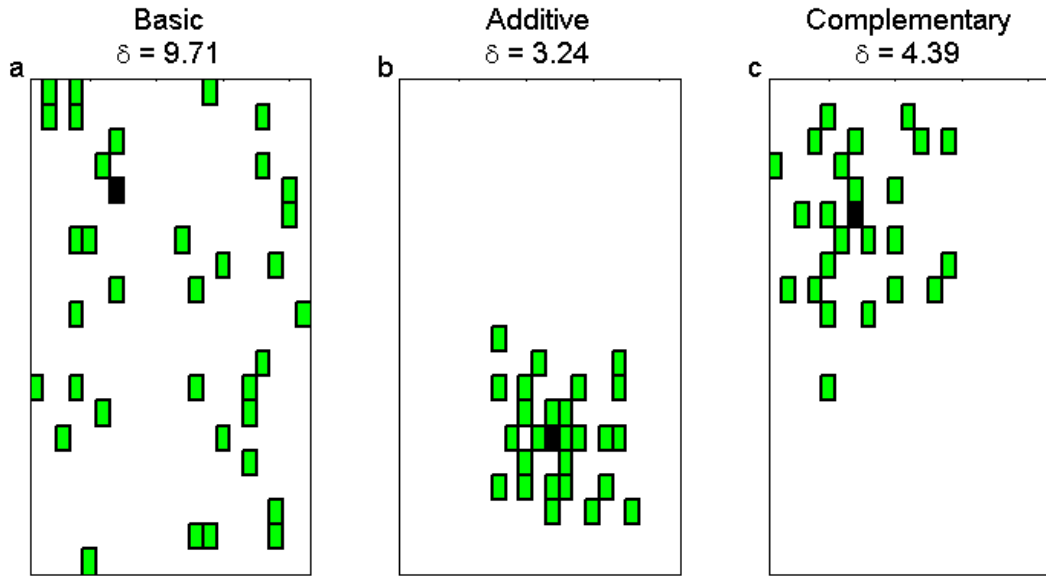 Basic
δ = 9.71
a
Additive
δ = 3.24
b
Complementary
δ = 4.39
c